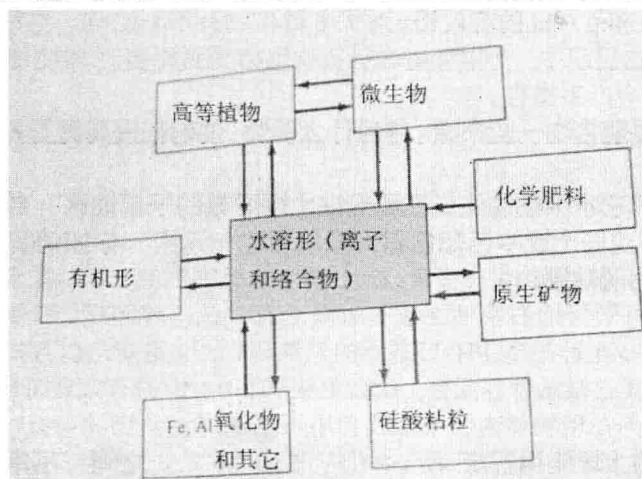 高等植物
微生物
化学肥料
水溶形(离子
和络合物)
有机形
原生矿物
Fe, Al 氧化物
和其它
硅酸粘粒